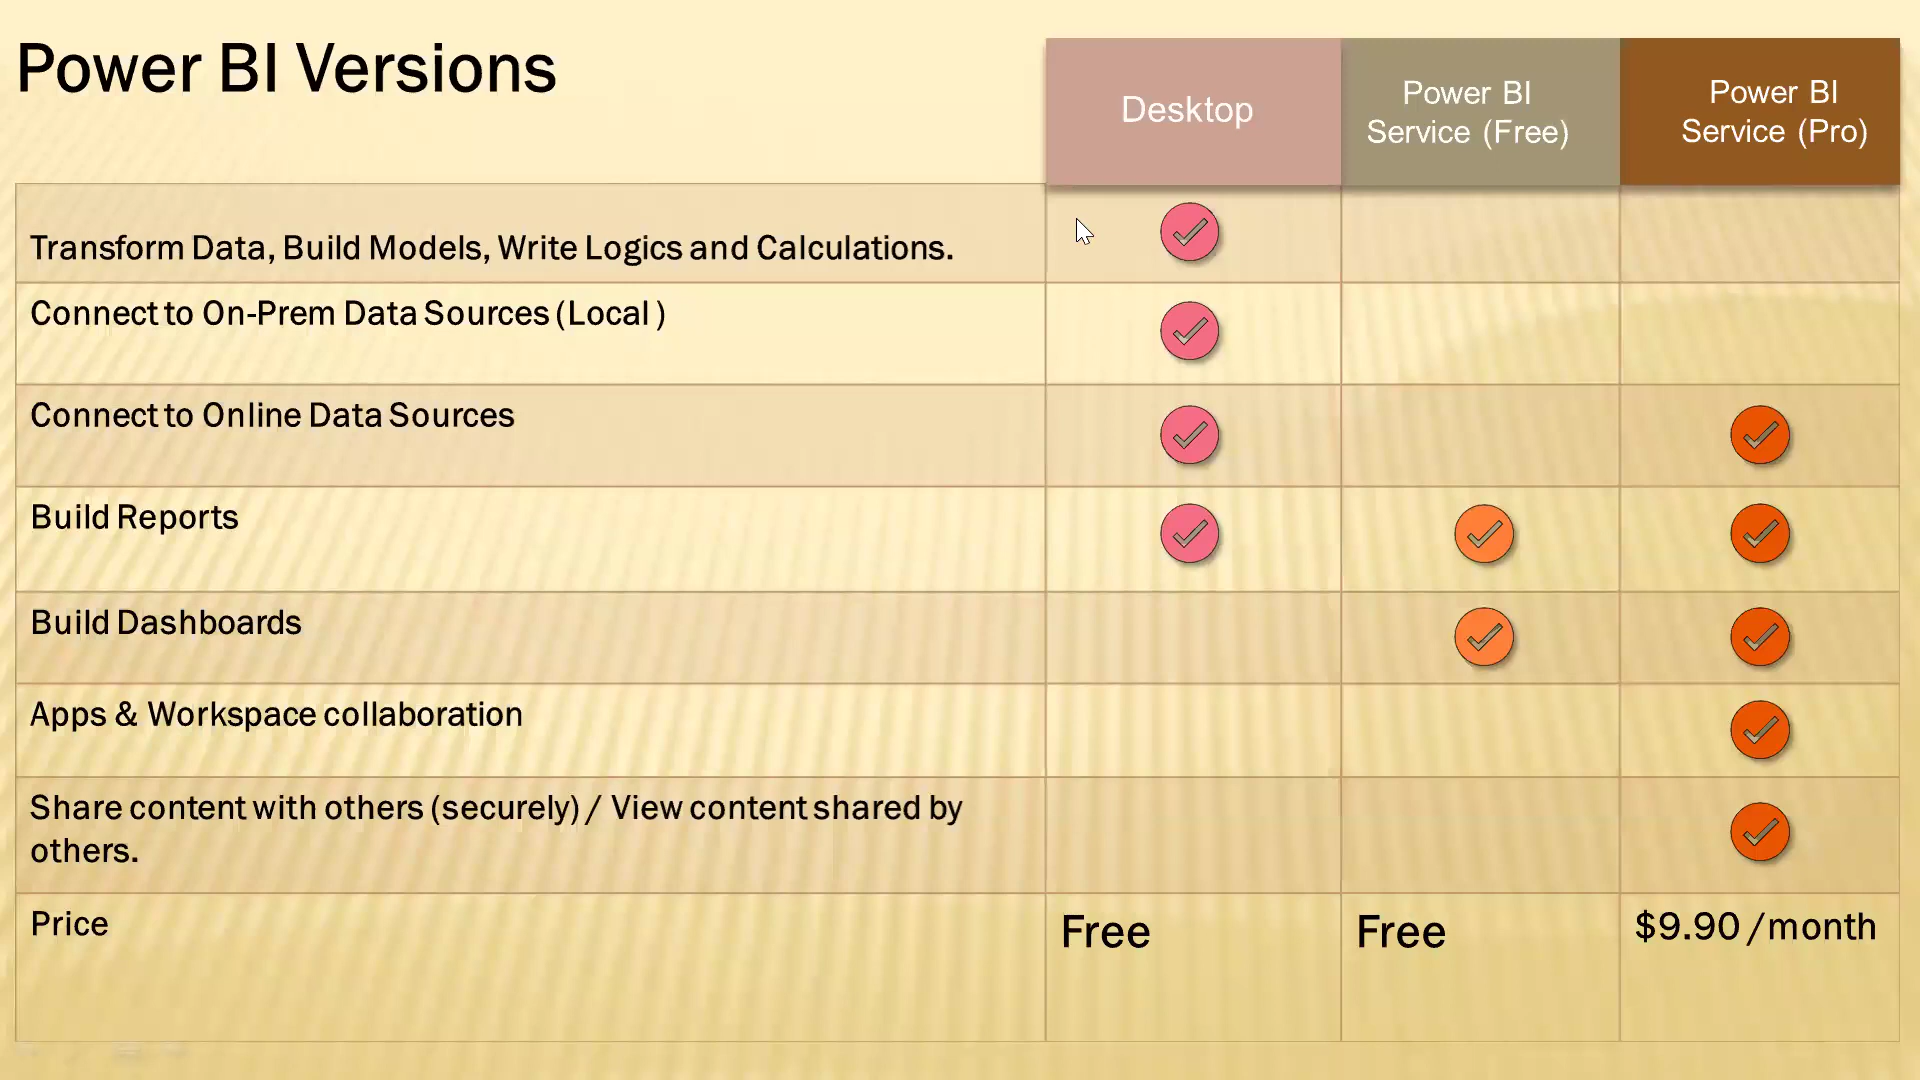 Power BI Versions
Desktop
Power BI
Service (Free)
Power BI
Service (Pro)
Transform Data, Build Models, Write Logics and Calculations.
Connect to On-Prem Data Sources (Local )
Connect to Online Data Sources
Build Reports
Build Dashboards
Apps & Workspace collaboration
Share content with others (securely) / View content shared by
others.
Price
Free
Free
$9.90 /month